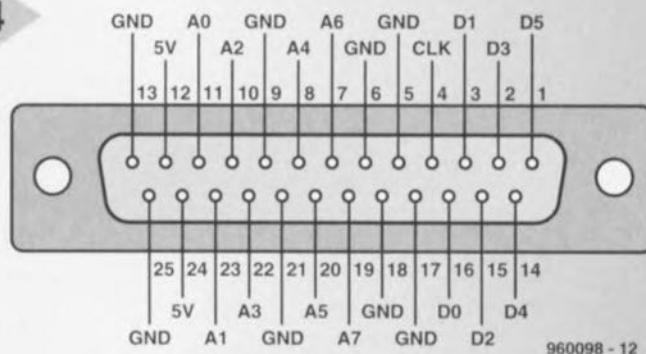 4
GND A0 GND A6 GND D1 D5
5V A2 A4 GND CLK D3
13 12 11 10 9 8 7 6 5 4 3 2 1
25 24 23 22 21 20 19 18 17 16 15 14
5V A3 A5 GND D0 D4
GND A1 GND A7 GND D2
960098 - 12